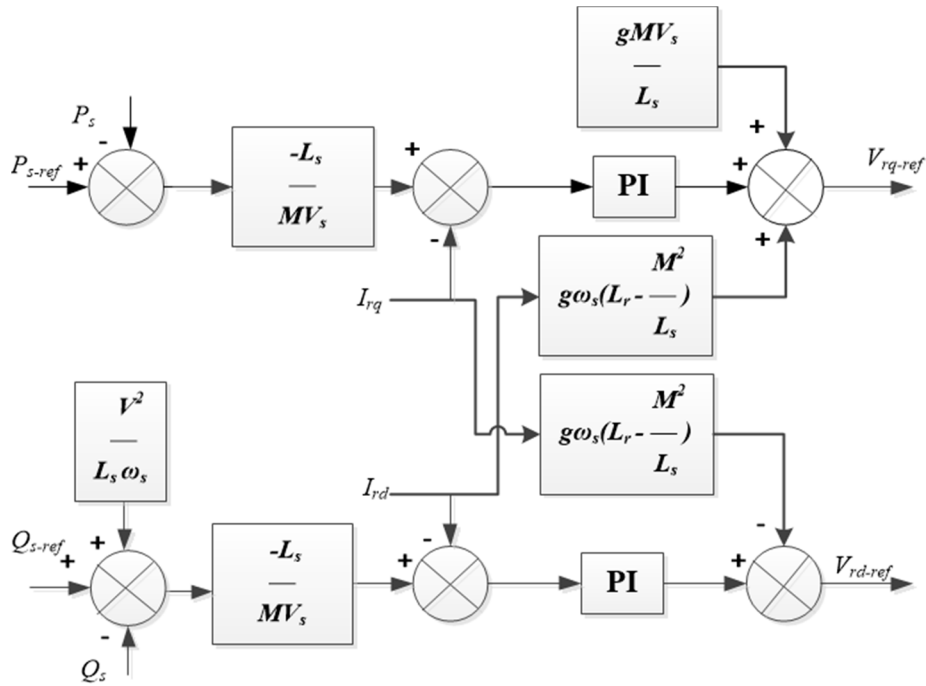 gMVₛ
—
Lₛ
Pₛ
-
+
Pₛ₋ᵣₑf
-Lₛ
—
MVₛ
+
-
PI
+
+
+
Vrq-ref
Irq
gωₛ(Lᵣ - M²
—
Lₛ )
gωₛ(Lᵣ - M²
—
Lₛ )
V²
—
Lₛ ωₛ
Ird
Qₛ₋ᵣₑf
+
+
-
Qₛ
-Lₛ
—
MVₛ
+
-
PI
+
-
Vrd-ref